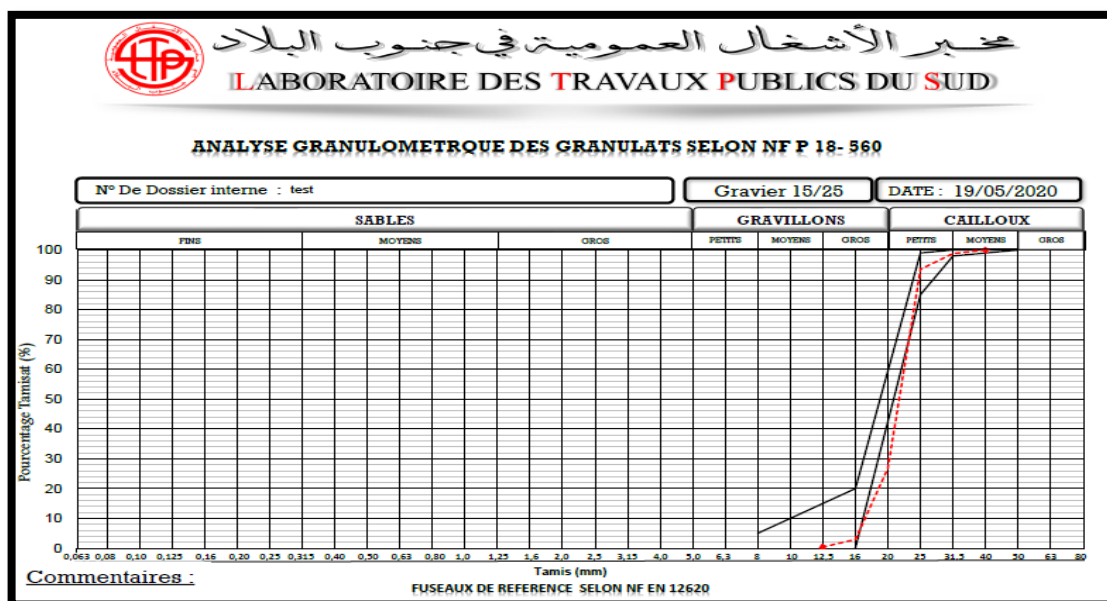 مخبر الأشغال العمومية في جنوب البلاد
LTPS
LABORATOIRE DES TRAVAUX PUBLICS DU SUD
ANALYSE GRANULOMETRQUE DES GRANULATS SELON NF P 18- 560
N° De Dossier interne : test
Gravier 15/25
DATE : 19/05/2020
SABLES GRAVILLONS CAILLOUX
FINS MOYENS GROS PETITS MOYENS GROS PETITS MOYENS GROS
100
90
80
70
60
50
40
30
20
10
0
Pourcentage Tamisat (%)
0,063 0,08 0,10 0,125 0,16 0,20 0,25 0,315 0,40 0,50 0,63 0,80 1,0 1,25 1,6 2,0 2,5 3,15 4,0 5,0 6,3 8 10 12,5 16 20 25 31,5 40 50 63 80
Tamis (mm)
Commentaires :
FUSEAUX DE REFERENCE SELON NF EN 12620